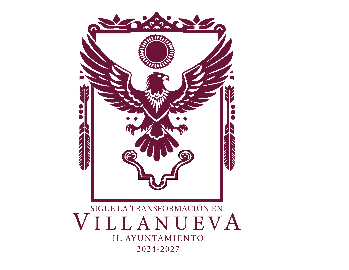 SIGUE LA TRANSFORMACIÓN EN
VILLANUEVA
H. AYUNTAMIENTO
2024-2027